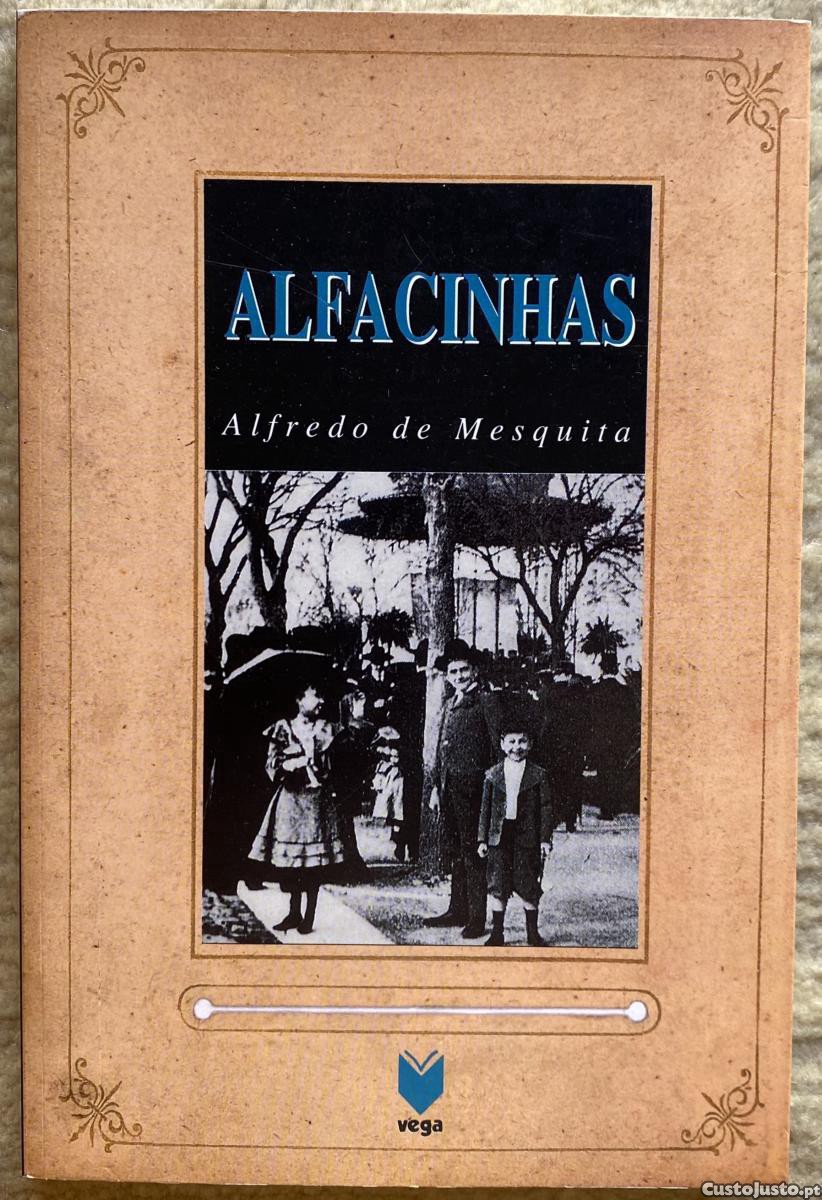 ALFACINHAS
Alfredo de Mesquita
vega
CustoJusto.pt